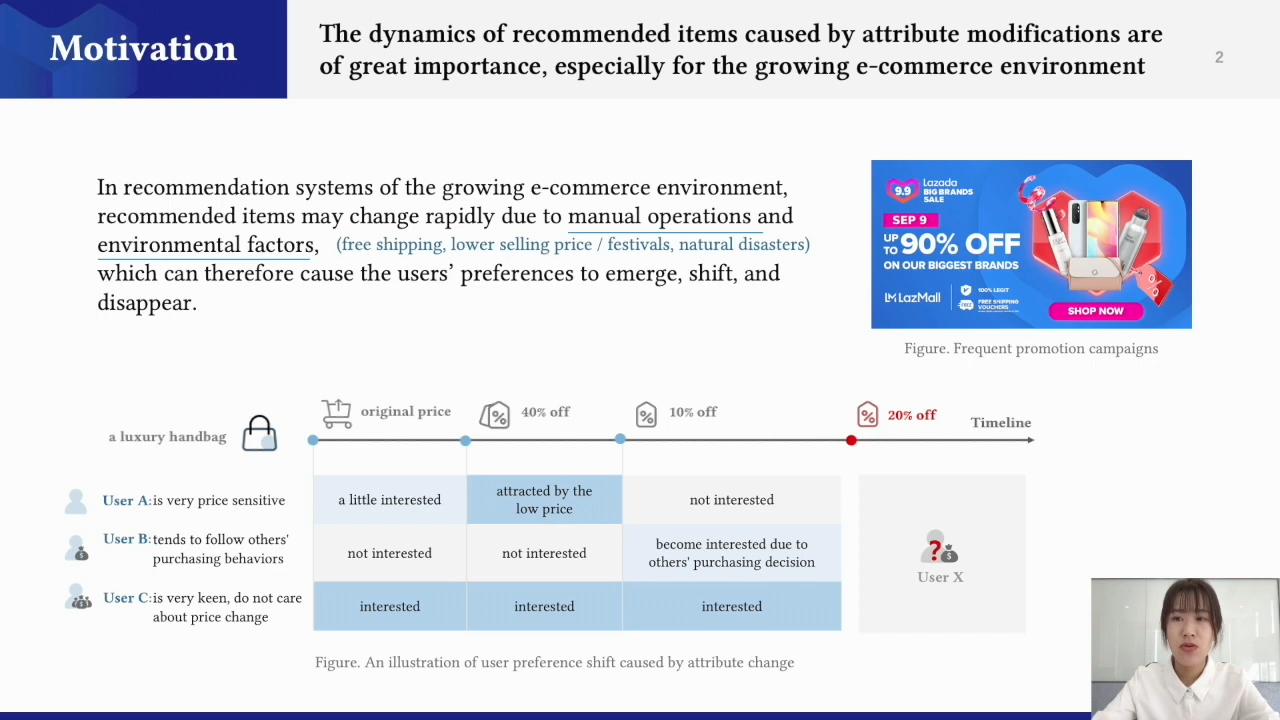 Motivation
The dynamics of recommended items caused by attribute modifications are
of great importance, especially for the growing e-commerce environment
2
In recommendation systems of the growing e-commerce environment,
recommended items may change rapidly due to manual operations and
environmental factors, (free shipping, lower selling price / festivals, natural disasters)
which can therefore cause the users' preferences to emerge, shift, and
disappear.
9.9 Lazada
BIG BRANDS
SALE
SEP 9
UP TO 90% OFF
ON OUR BIGGEST BRANDS
LazMall
100% LEGIT
FREE SHIPPING
VOUCHERS
SHOP NOW
Figure. Frequent promotion campaigns
a luxury handbag
original price
% 40% off
% 10% off
% 20% off
Timeline
User A: is very price sensitive
a little interested
attracted by the
low price
not interested
User B: tends to follow others'
purchasing behaviors
not interested
not interested
become interested due to
others' purchasing decision
User C: is very keen, do not care
about price change
interested
interested
interested
?
User X
Figure. An illustration of user preference shift caused by attribute change